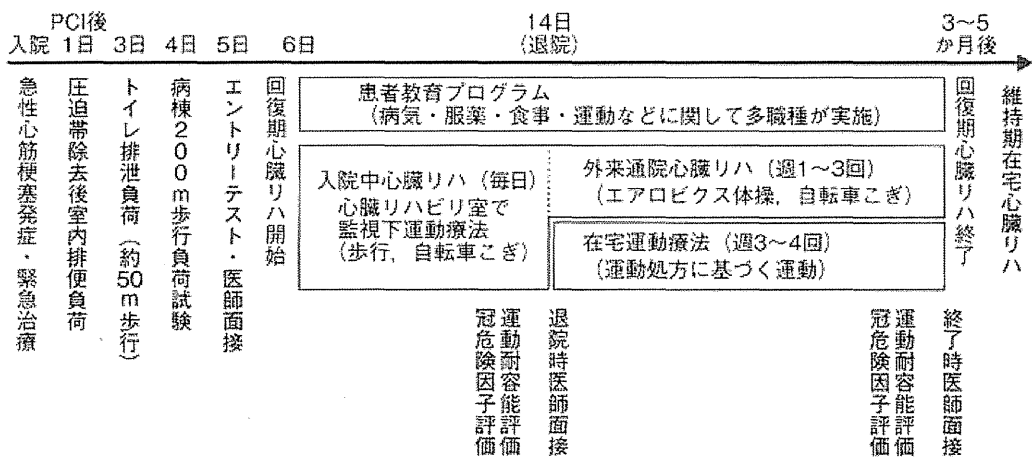 PCI後
入院 1日 3日 4日 5日 6日 14日 (退院) 3〜5か月後
急性心筋梗塞発症・緊急治療
圧迫帯除去後室内排便負荷
トイレ排泄負荷（約50m歩行）
病棟200m歩行負荷試験
エントリーテスト・医師面接
回復期心臓リハ開始
患者教育プログラム
（病気・服薬・食事・運動などに関して多職種が実施）
入院中心臓リハ（毎日）
心臓リハビリ室で
監視下運動療法
（歩行，自転車こぎ）
外来通院心臓リハ（週1〜3回）
（エアロビクス体操，自転車こぎ）
在宅運動療法（週3〜4回）
（運動処方に基づく運動）
回復期心臓リハ終了
維持期在宅心臓リハ
運動耐容能評価
冠危険因子評価
退院時医師面接
運動耐容能評価
冠危険因子評価
終了時医師面接